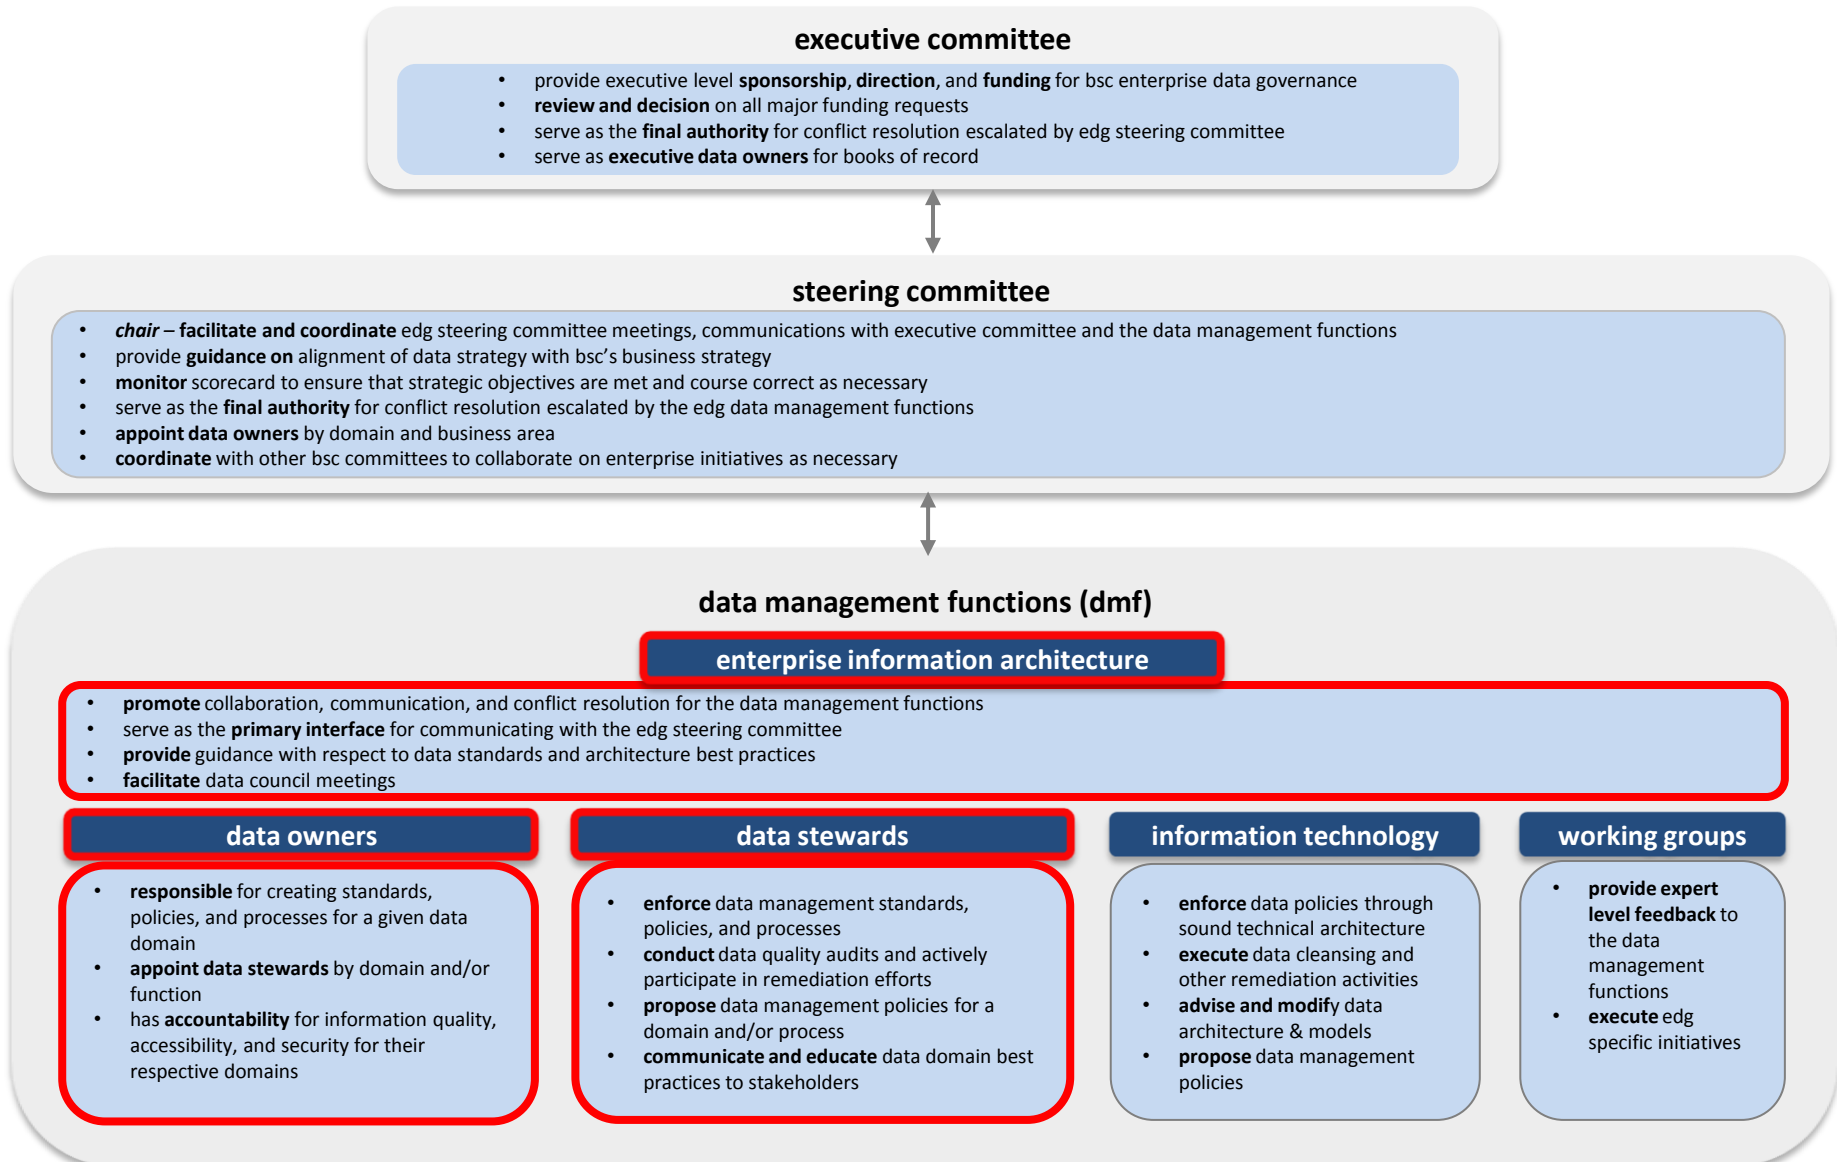 executive committee
• provide executive level sponsorship, direction, and funding for bsc enterprise data governance
• review and decision on all major funding requests
• serve as the final authority for conflict resolution escalated by edg steering committee
• serve as executive data owners for books of record
steering committee
• chair – facilitate and coordinate edg steering committee meetings, communications with executive committee and the data management functions
• provide guidance on alignment of data strategy with bsc's business strategy
• monitor scorecard to ensure that strategic objectives are met and course correct as necessary
• serve as the final authority for conflict resolution escalated by the edg data management functions
• appoint data owners by domain and business area
• coordinate with other bsc committees to collaborate on enterprise initiatives as necessary
data management functions (dmf)
enterprise information architecture
• promote collaboration, communication, and conflict resolution for the data management functions
• serve as the primary interface for communicating with the edg steering committee
• provide guidance with respect to data standards and architecture best practices
• facilitate data council meetings
data owners
• responsible for creating standards,
policies, and processes for a given data
domain
• appoint data stewards by domain and/or
function
• has accountability for information quality,
accessibility, and security for their
respective domains
data stewards
• enforce data management standards,
policies, and processes
• conduct data quality audits and actively
participate in remediation efforts
• propose data management policies for a
domain and/or process
• communicate and educate data domain best
practices to stakeholders
information technology
• enforce data policies through
sound technical architecture
• execute data cleansing and
other remediation activities
• advise and modify data
architecture & models
• propose data management
policies
working groups
• provide expert
level feedback to
the data
management
functions
• execute edg
specific initiatives